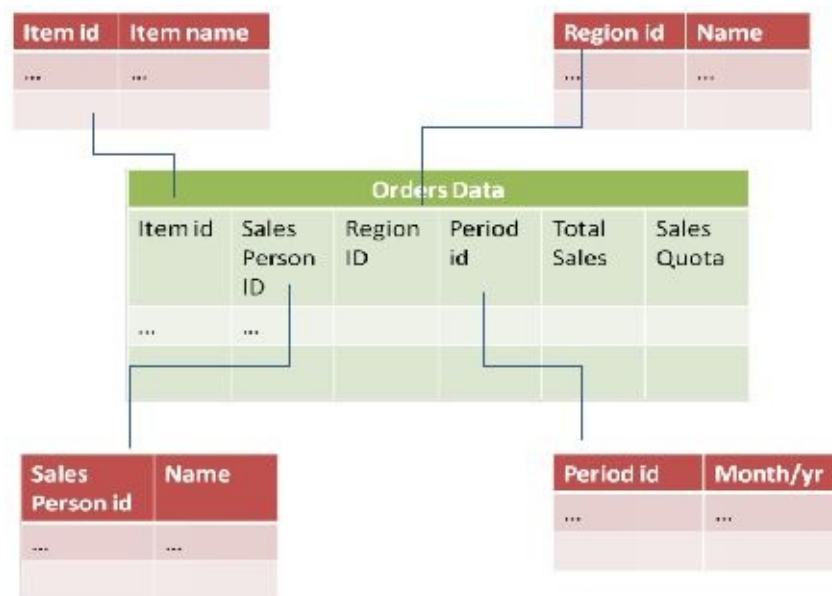 Item id Item name
... ...
Region id Name
... ...
Orders Data
Item id Sales Person ID Region ID Period id Total Sales Sales Quota
... ...
Sales Person id Name
... ...
Period id Month/yr
... ...